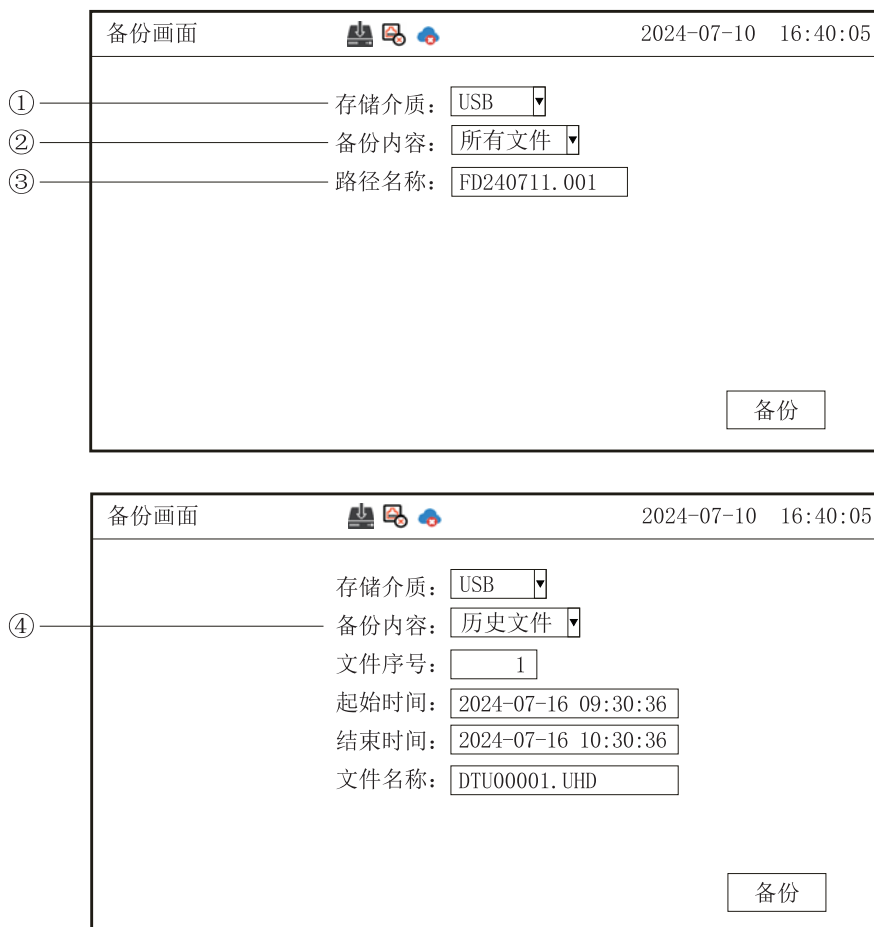 备份画面 2024-07-10 16:40:05
① 存储介质: USB
② 备份内容: 所有文件
③ 路径名称: FD240711.001
备份
备份画面 2024-07-10 16:40:05
存储介质: USB
④ 备份内容: 历史文件
文件序号: 1
起始时间: 2024-07-16 09:30:36
结束时间: 2024-07-16 10:30:36
文件名称: DTU00001.UHD
备份